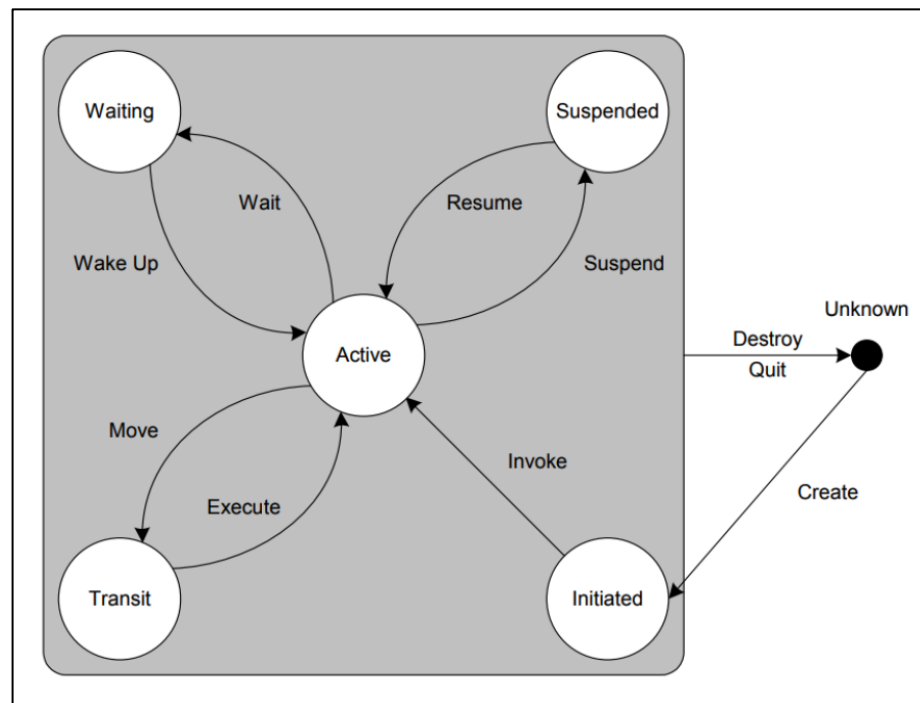 Waiting
Suspended
Wait
Resume
Wake Up
Suspend
Unknown
Destroy
Quit
Active
Move
Invoke
Execute
Create
Transit
Initiated